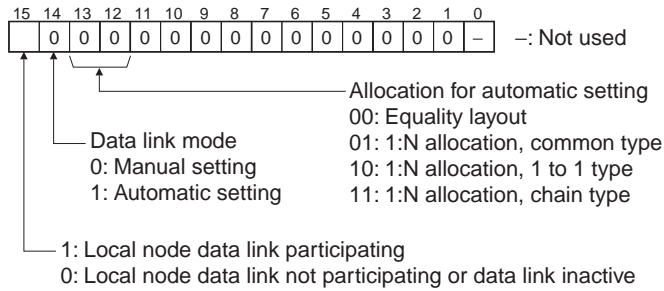 15 14 13 12 11 10 9 8 7 6 5 4 3 2 1 0
0 0 0 0 0 0 0 0 0 0 0 0 0 0 – –: Not used
Allocation for automatic setting
00: Equality layout
01: 1:N allocation, common type
10: 1:N allocation, 1 to 1 type
11: 1:N allocation, chain type
Data link mode
0: Manual setting
1: Automatic setting
1: Local node data link participating
0: Local node data link not participating or data link inactive